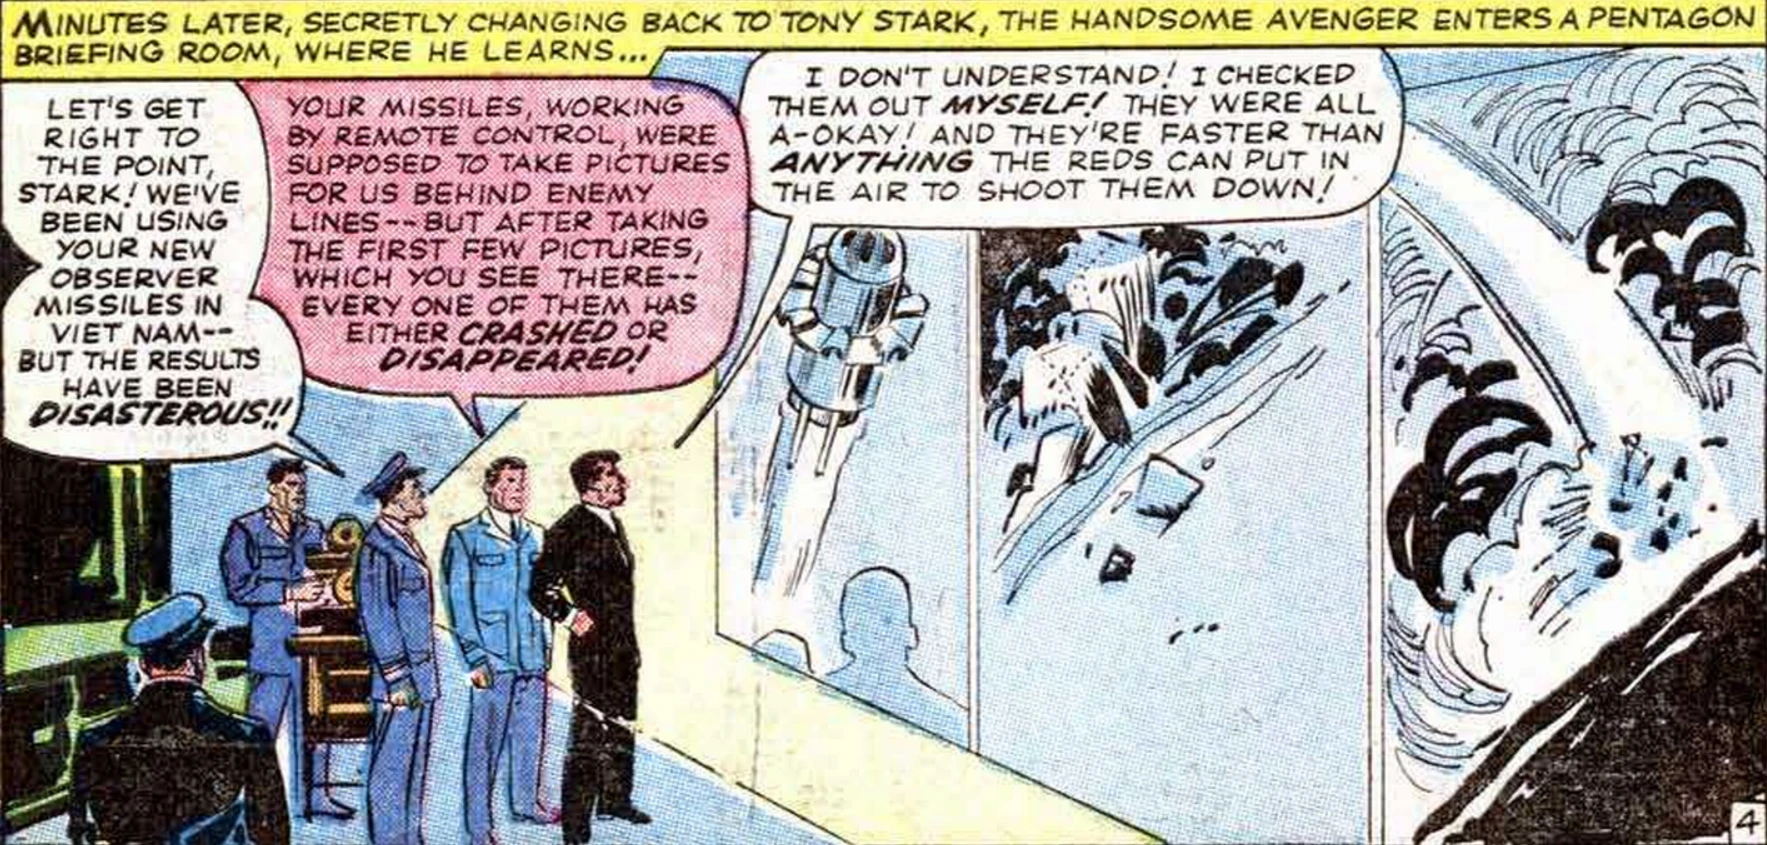 MINUTES LATER, SECRETLY CHANGING BACK TO TONY STARK, THE HANDSOME AVENGER ENTERS A PENTAGON
BRIEFING ROOM, WHERE HE LEARNS...
LET'S GET
RIGHT TO
THE POINT,
STARK! WE'VE
BEEN USING
YOUR NEW
OBSERVER
MISSILES IN
VIET NAM--
BUT THE RESULTS
HAVE BEEN
DISASTEROUS!!
YOUR MISSILES, WORKING
BY REMOTE CONTROL, WERE
SUPPOSED TO TAKE PICTURES
FOR US BEHIND ENEMY
LINES--BUT AFTER TAKING
THE FIRST FEW PICTURES,
WHICH YOU SEE THERE--
EVERY ONE OF THEM HAS
EITHER CRASHED OR
DISAPPEARED!
I DON'T UNDERSTAND! I CHECKED
THEM OUT MYSELF! THEY WERE ALL
A-OKAY! AND THEY'RE FASTER THAN
ANYTHING THE REDS CAN PUT IN
THE AIR TO SHOOT THEM DOWN!
4